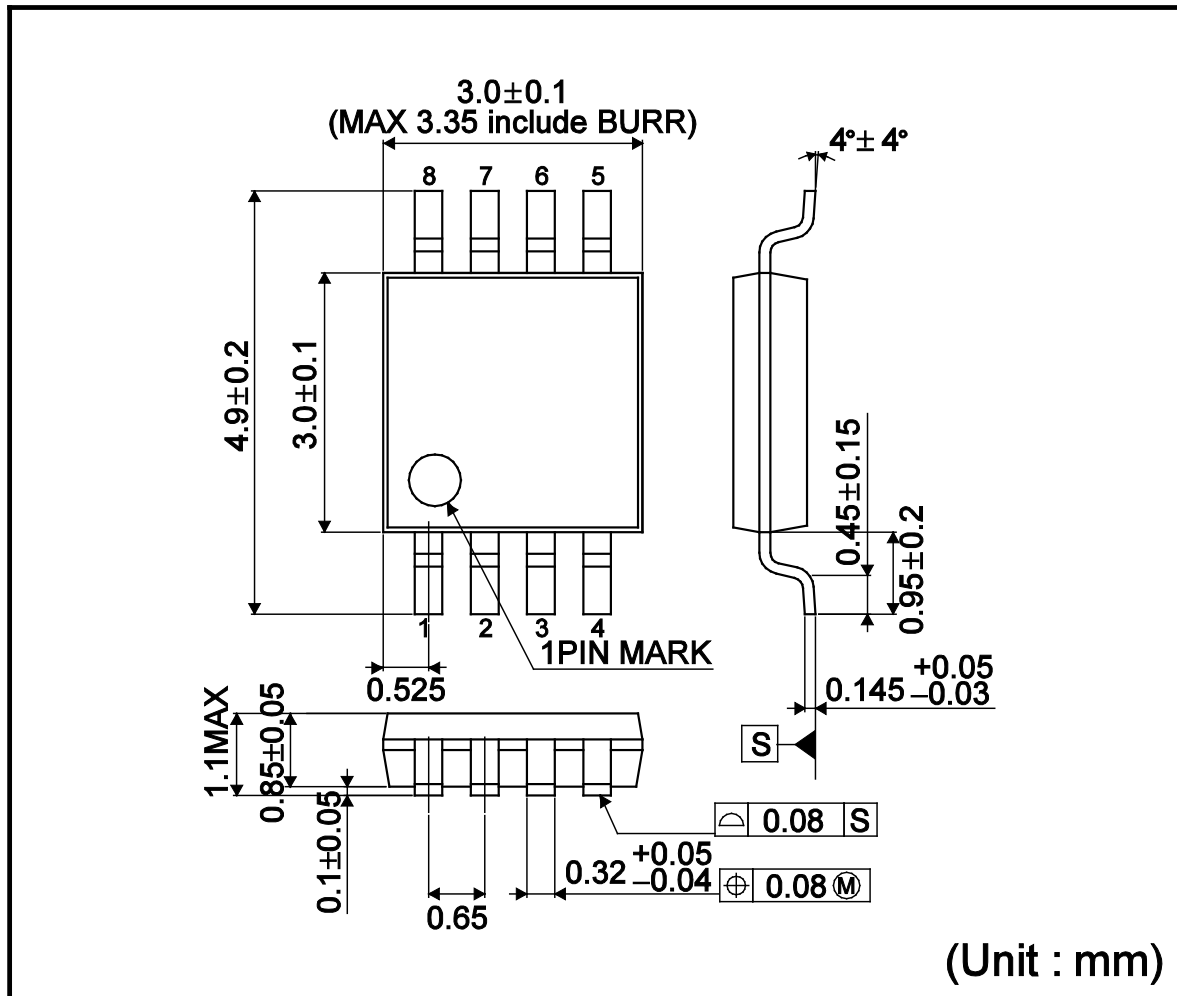 3.0±0.1
(MAX 3.35 include BURR)
4°±4°
8 7 6 5
4.9±0.2
3.0±0.1
0.45±0.15
0.95±0.2
1 2 3 4
1PIN MARK
0.525
0.145 +0.05
−0.03
S
1.1MAX
0.85±0.05
0.1±0.05
0.08 S
0.32 +0.05
−0.04
0.08 Ⓜ
0.65
(Unit : mm)